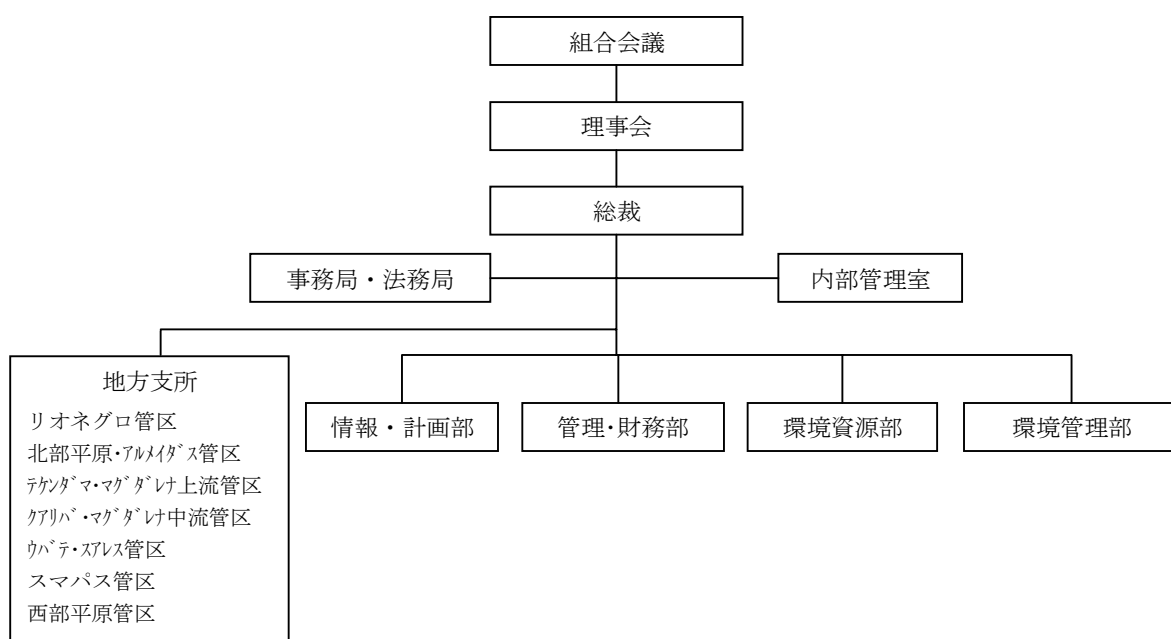 組合会議
理事会
総裁
事務局・法務局
内部管理室
地方支所
リオネグロ管区
北部平原・ｱﾙﾒｲﾀﾞｽ管区
ﾃｹﾝﾀﾞﾏ・ﾏｸﾞﾀﾞﾚﾅ上流管区
ｸｱﾘﾊﾞ・ﾏｸﾞﾀﾞﾚﾅ中流管区
ｳﾊﾞﾃ・ｽｱﾚｽ管区
スマパス管区
西部平原管区
情報・計画部
管理・財務部
環境資源部
環境管理部